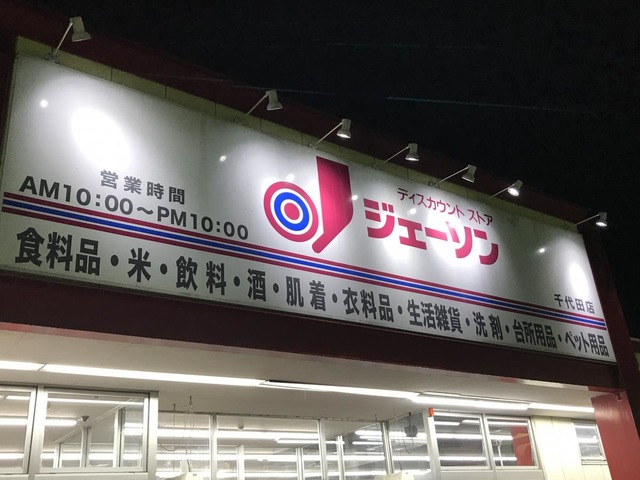 営業時間
AM10:00〜PM10:00
ディスカウント ストア
ジェーソン
千代田店
食料品・米・飲料・酒・肌着・衣料品・生活雑貨・洗剤・台所用品・ペット用品